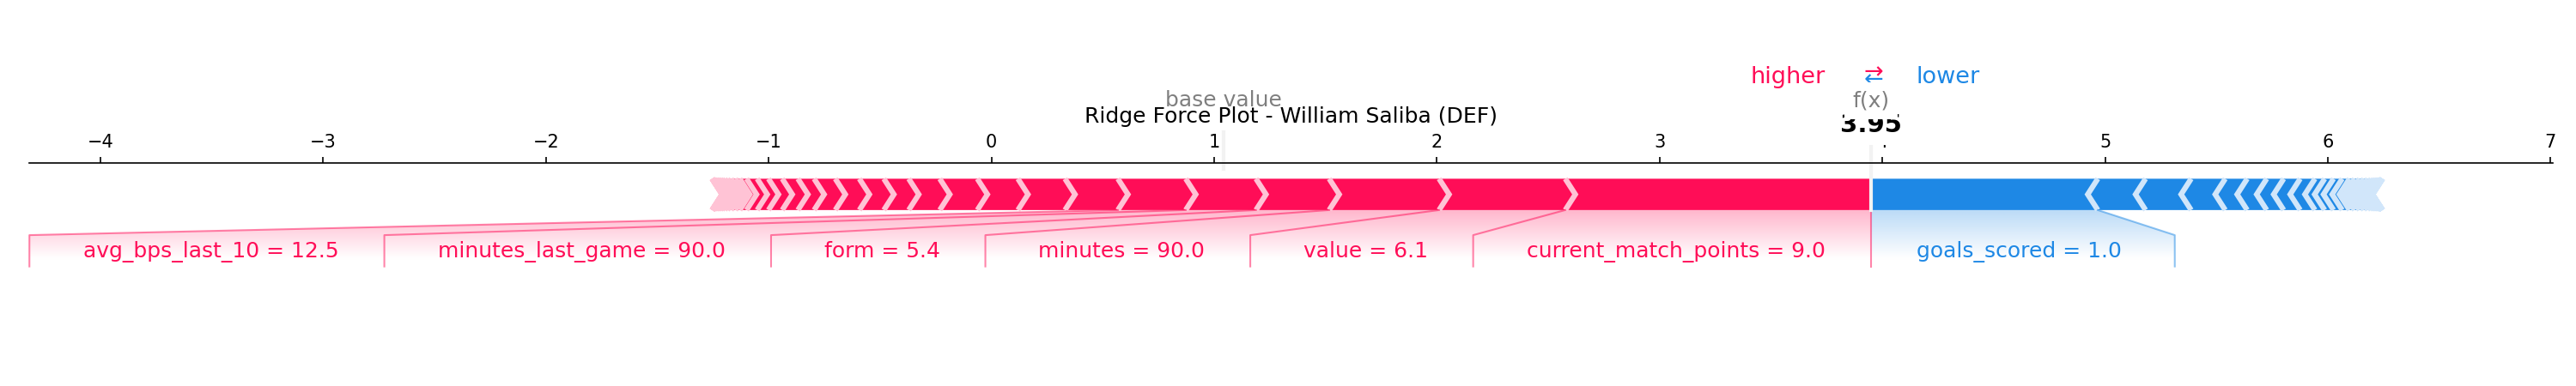 higher ⇄ lower
base value
f(x)
Ridge Force Plot - William Saliba (DEF)
3.95
−4 −3 −2 −1 0 1 2 3 5 6 7
avg_bps_last_10 = 12.5 minutes_last_game = 90.0 form = 5.4 minutes = 90.0 value = 6.1 current_match_points = 9.0 goals_scored = 1.0